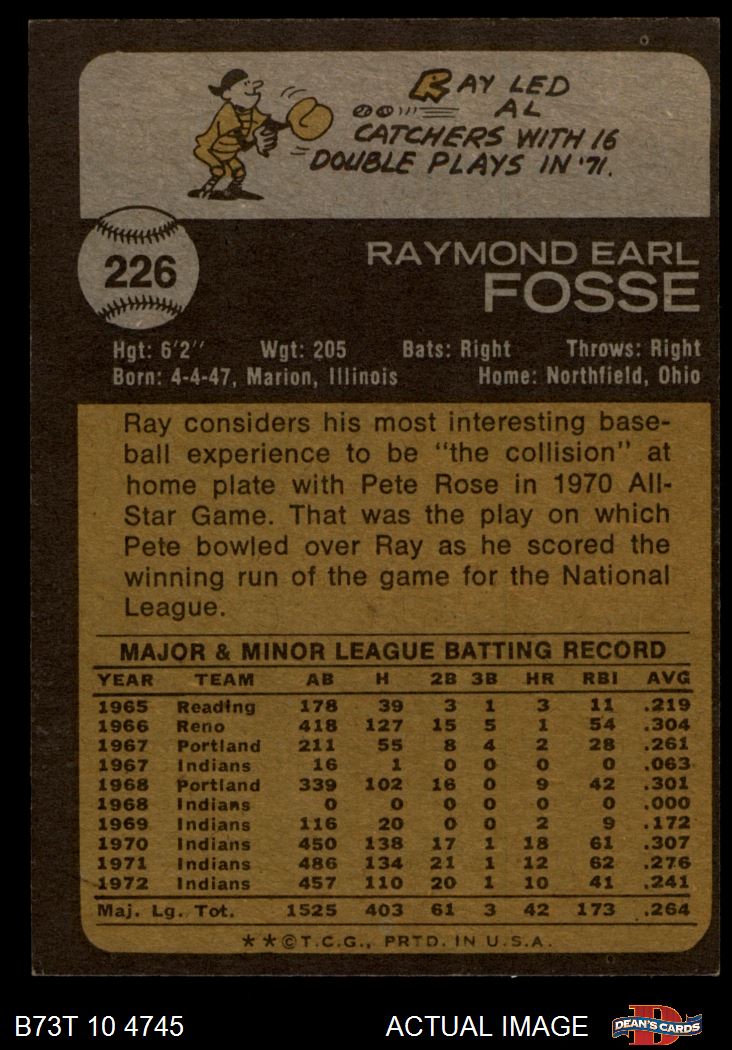 RAY LED
AL
CATCHERS WITH 16
DOUBLE PLAYS IN '71.
226
RAYMOND EARL
FOSSE
Hgt: 6'2'' Wgt: 205 Bats: Right Throws: Right
Born: 4-4-47, Marion, Illinois Home: Northfield, Ohio
Ray considers his most interesting base-
ball experience to be "the collision" at
home plate with Pete Rose in 1970 All-
Star Game. That was the play on which
Pete bowled over Ray as he scored the
winning run of the game for the National
League.
MAJOR & MINOR LEAGUE BATTING RECORD
YEAR TEAM AB H 2B 3B HR RBI AVG
1965 Reading 178 39 3 1 3 11 .219
1966 Reno 418 127 15 5 1 54 .304
1967 Portland 211 55 8 4 2 28 .261
1967 Indians 16 1 0 0 0 0 .063
1968 Portland 339 102 16 0 9 42 .301
1968 Indians 0 0 0 0 0 0 .000
1969 Indians 116 20 0 0 2 9 .172
1970 Indians 450 138 17 1 18 61 .307
1971 Indians 486 134 21 1 12 62 .276
1972 Indians 457 110 20 1 10 41 .241
Maj. Lg. Tot. 1525 403 61 3 42 173 .264
**©T.C.G., PRTD. IN U.S.A.
B73T 10 4745 ACTUAL IMAGE DEAN'S CARDS